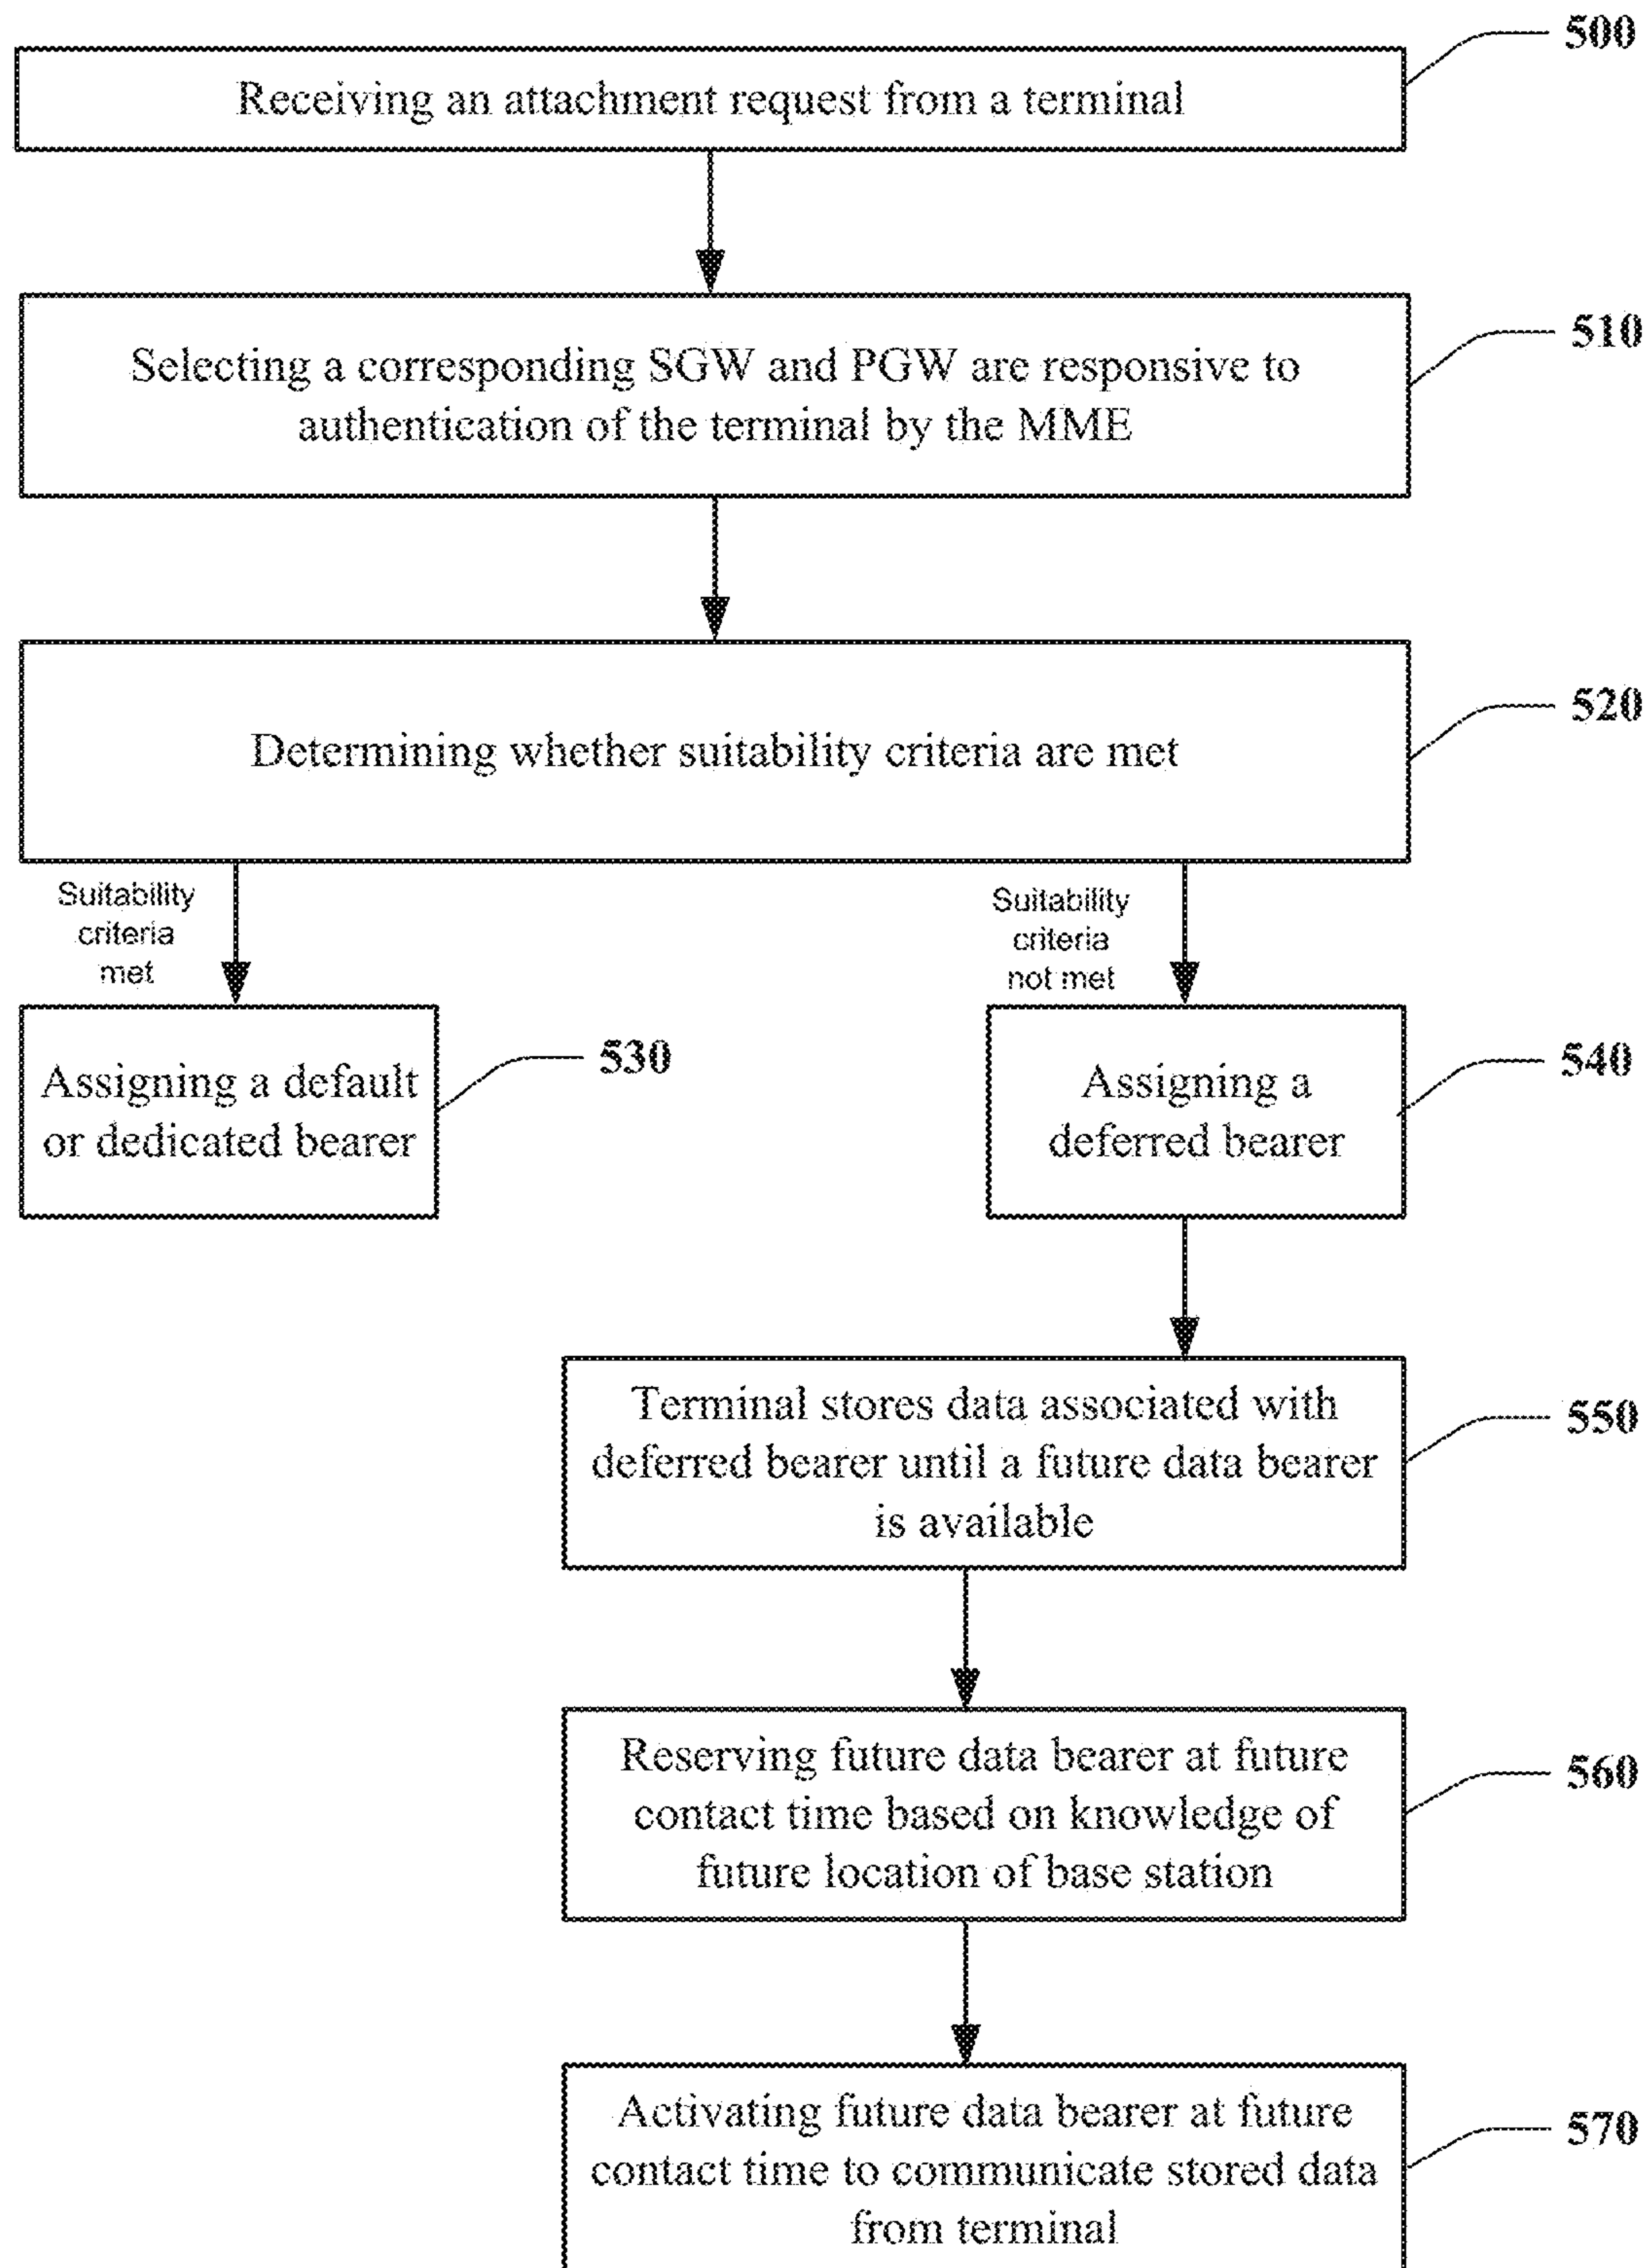 500
Receiving an attachment request from a terminal
510
Selecting a corresponding SGW and PGW are responsive to
authentication of the terminal by the MME
520
Determining whether suitability criteria are met
Suitability
criteria
met
Suitability
criteria
not met
530
Assigning a default
or dedicated bearer
540
Assigning a
deferred bearer
550
Terminal stores data associated with
deferred bearer until a future data bearer
is available
560
Reserving future data bearer at future
contact time based on knowledge of
future location of base station
570
Activating future data bearer at future
contact time to communicate stored data
from terminal